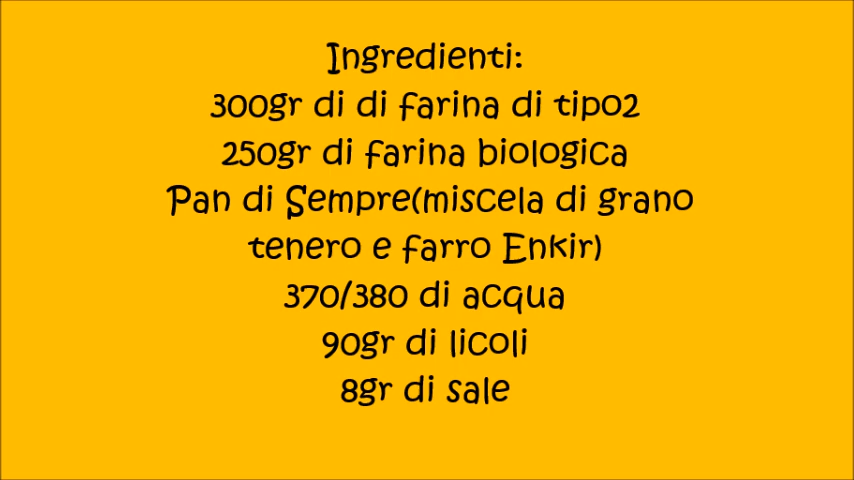 Ingredienti:
300gr di di farina di tipo2
250gr di farina biologica
Pan di Sempre(miscela di grano
tenero e farro Enkir)
370/380 di acqua
90gr di licoli
8gr di sale